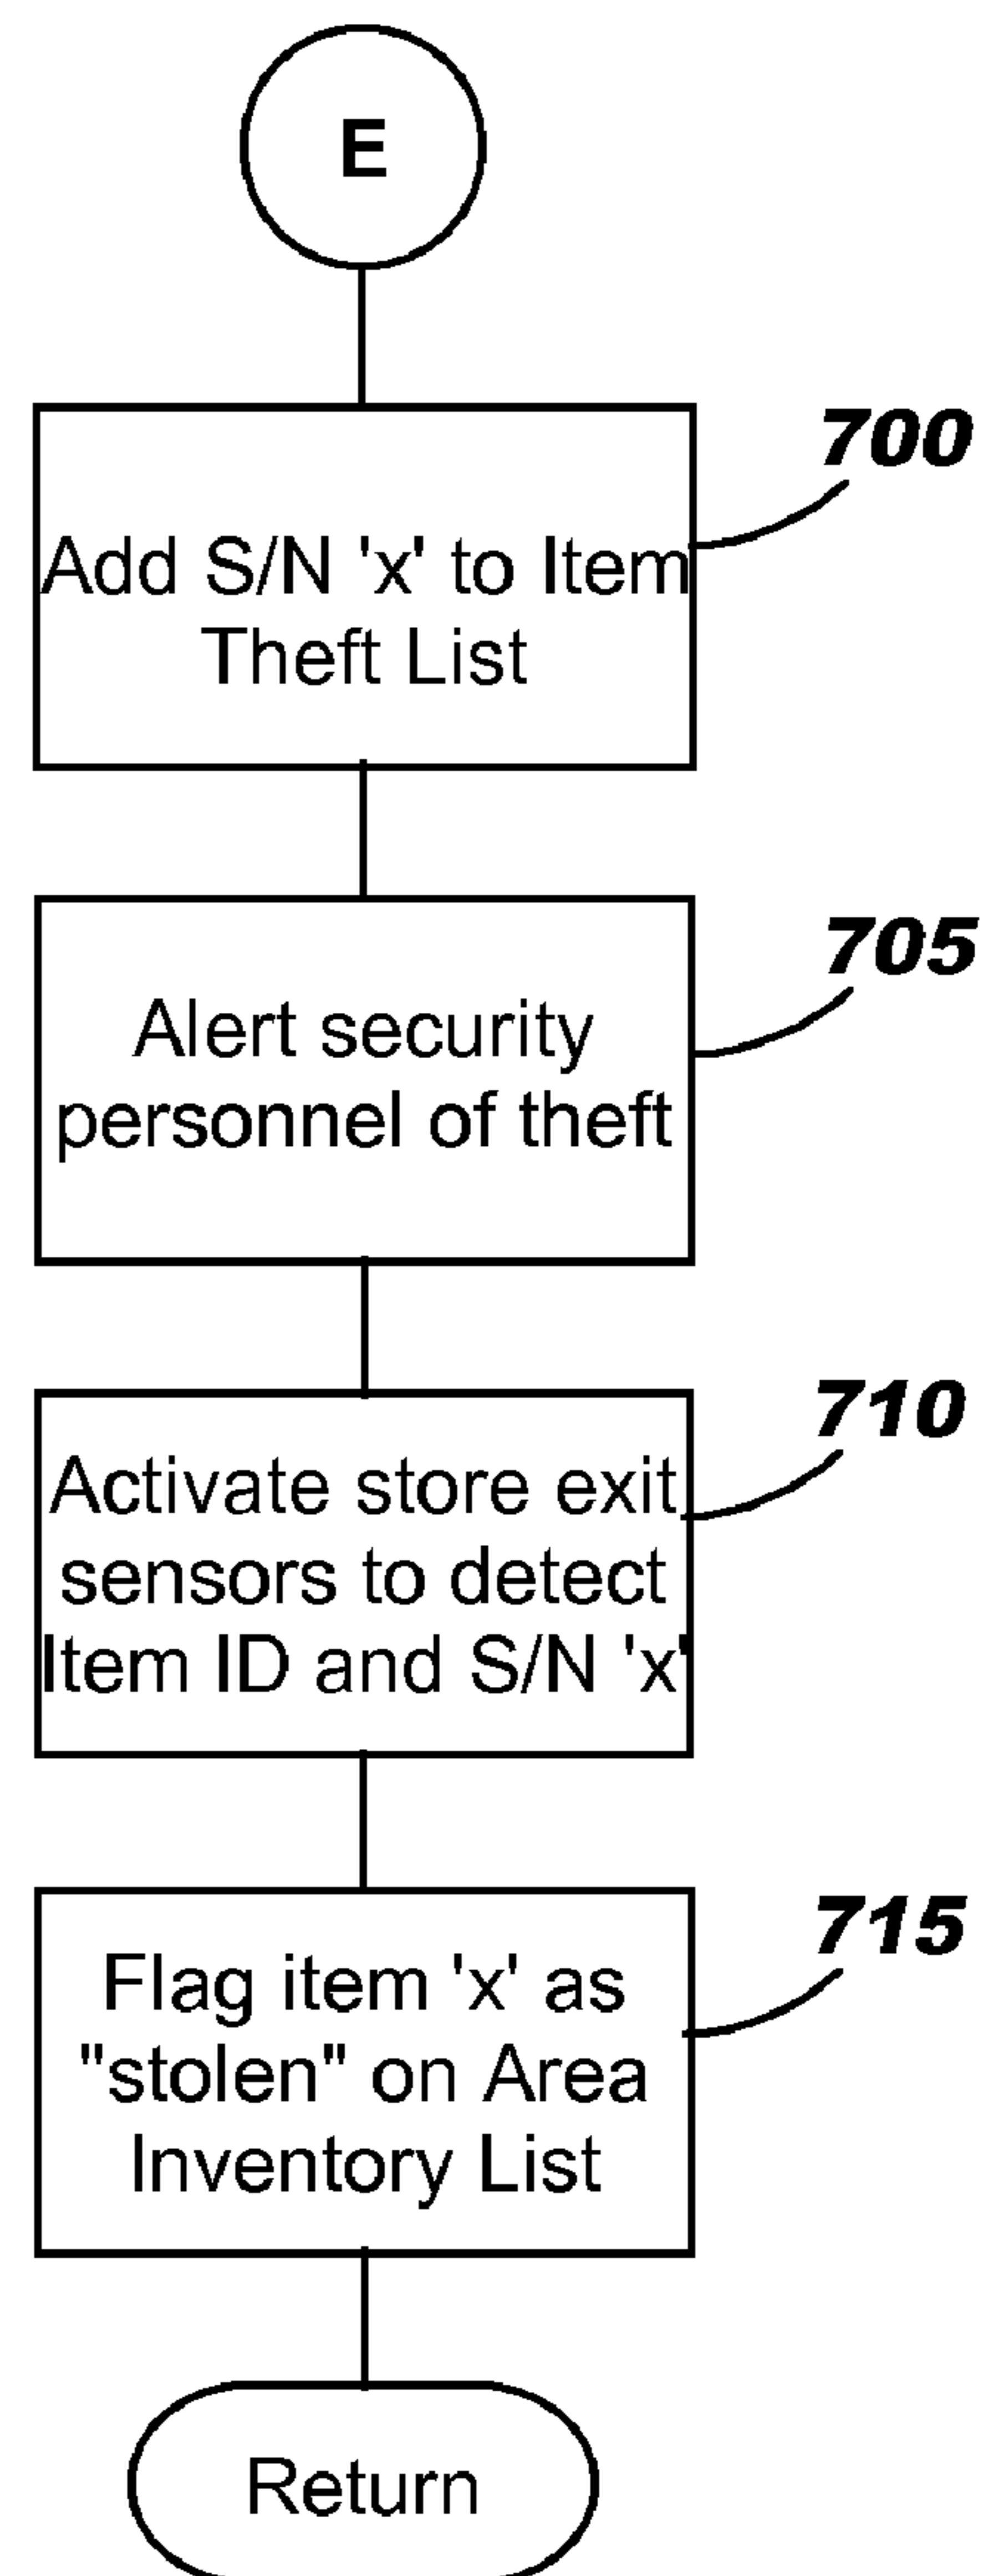 E
700
Add S/N 'x' to Item
Theft List
705
Alert security
personnel of theft
710
Activate store exit
sensors to detect
Item ID and S/N 'x'
715
Flag item 'x' as
"stolen" on Area
Inventory List
Return